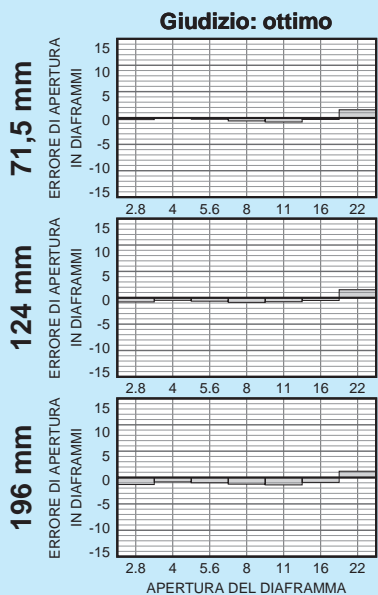 Giudizio: ottimo
71,5 mm
ERRORE DI APERTURA
IN DIAFRAMMI
15
10
5
0
-5
-10
-15
2.8 4 5.6 8 11 16 22
124 mm
ERRORE DI APERTURA
IN DIAFRAMMI
15
10
5
0
-5
-10
-15
2.8 4 5.6 8 11 16 22
196 mm
ERRORE DI APERTURA
IN DIAFRAMMI
15
10
5
0
-5
-10
-15
2.8 4 5.6 8 11 16 22
APERTURA DEL DIAFRAMMA